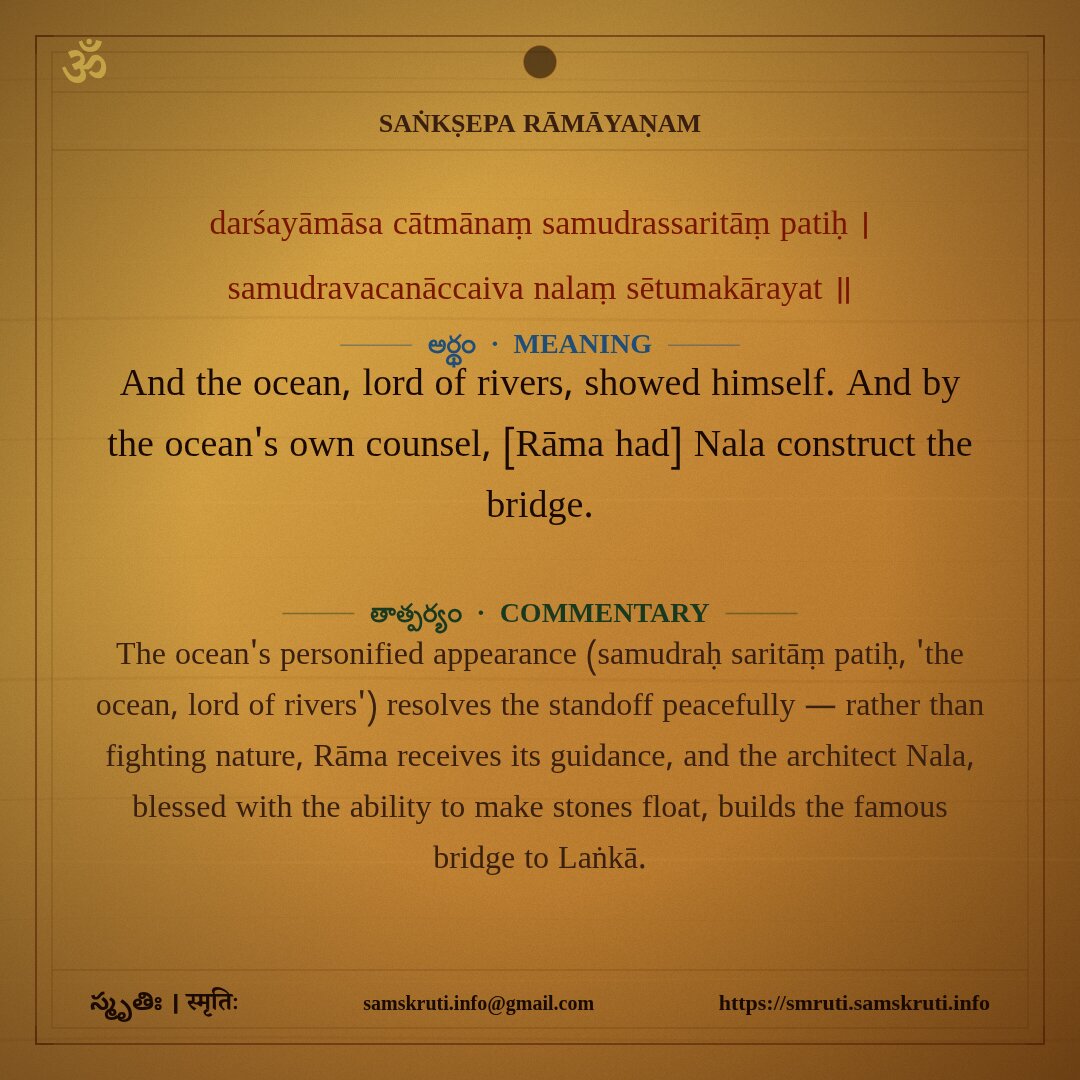 ॐ
SAṄKṢEPA RĀMĀYAṆAM
darśayāmāsa cātmānaṃ samudrassaritāṃ patiḥ |
samudravacanāccaiva nalaṃ sētumakārayat ||
అర్థం · MEANING
And the ocean, lord of rivers, showed himself. And by
the ocean's own counsel, [Rāma had] Nala construct the
bridge.
తాత్పర్యం · COMMENTARY
The ocean's personified appearance (samudraḥ saritāṃ patiḥ, 'the
ocean, lord of rivers') resolves the standoff peacefully — rather than
fighting nature, Rāma receives its guidance, and the architect Nala,
blessed with the ability to make stones float, builds the famous
bridge to Laṅkā.
స్మృతిః | स्मृतिः samskruti.info@gmail.com https://smruti.samskruti.info